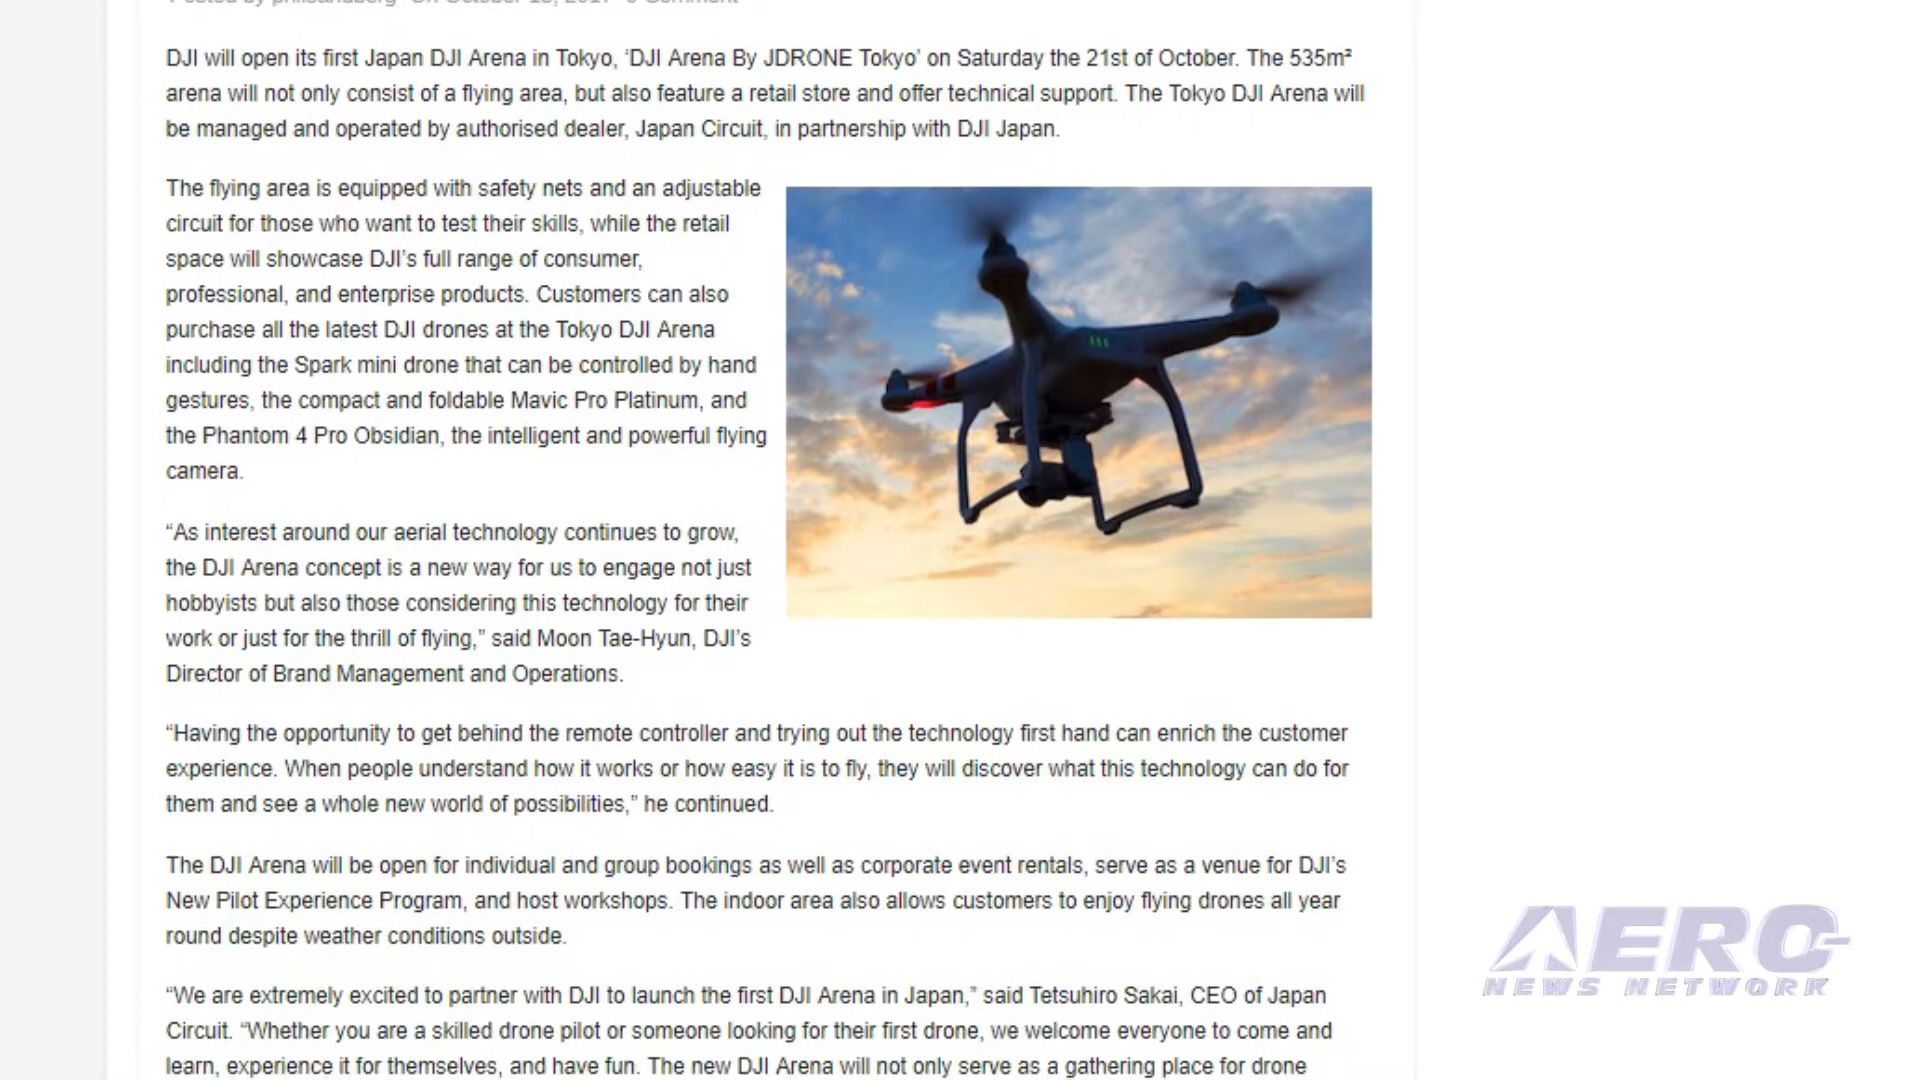 DJI will open its first Japan DJI Arena in Tokyo, ‘DJI Arena By JDRONE Tokyo’ on Saturday the 21st of October. The 535m²
arena will not only consist of a flying area, but also feature a retail store and offer technical support. The Tokyo DJI Arena will
be managed and operated by authorised dealer, Japan Circuit, in partnership with DJI Japan.
The flying area is equipped with safety nets and an adjustable
circuit for those who want to test their skills, while the retail
space will showcase DJI’s full range of consumer,
professional, and enterprise products. Customers can also
purchase all the latest DJI drones at the Tokyo DJI Arena
including the Spark mini drone that can be controlled by hand
gestures, the compact and foldable Mavic Pro Platinum, and
the Phantom 4 Pro Obsidian, the intelligent and powerful flying
camera.
“As interest around our aerial technology continues to grow,
the DJI Arena concept is a new way for us to engage not just
hobbyists but also those considering this technology for their
work or just for the thrill of flying,” said Moon Tae-Hyun, DJI’s
Director of Brand Management and Operations.
“Having the opportunity to get behind the remote controller and trying out the technology first hand can enrich the customer
experience. When people understand how it works or how easy it is to fly, they will discover what this technology can do for
them and see a whole new world of possibilities,” he continued.
The DJI Arena will be open for individual and group bookings as well as corporate event rentals, serve as a venue for DJI’s
New Pilot Experience Program, and host workshops. The indoor area also allows customers to enjoy flying drones all year
round despite weather conditions outside.
“We are extremely excited to partner with DJI to launch the first DJI Arena in Japan,” said Tetsuhiro Sakai, CEO of Japan
Circuit. “Whether you are a skilled drone pilot or someone looking for their first drone, we welcome everyone to come and
learn, experience it for themselves, and have fun. The new DJI Arena will not only serve as a gathering place for drone
AERO-
NEWS NETWORK